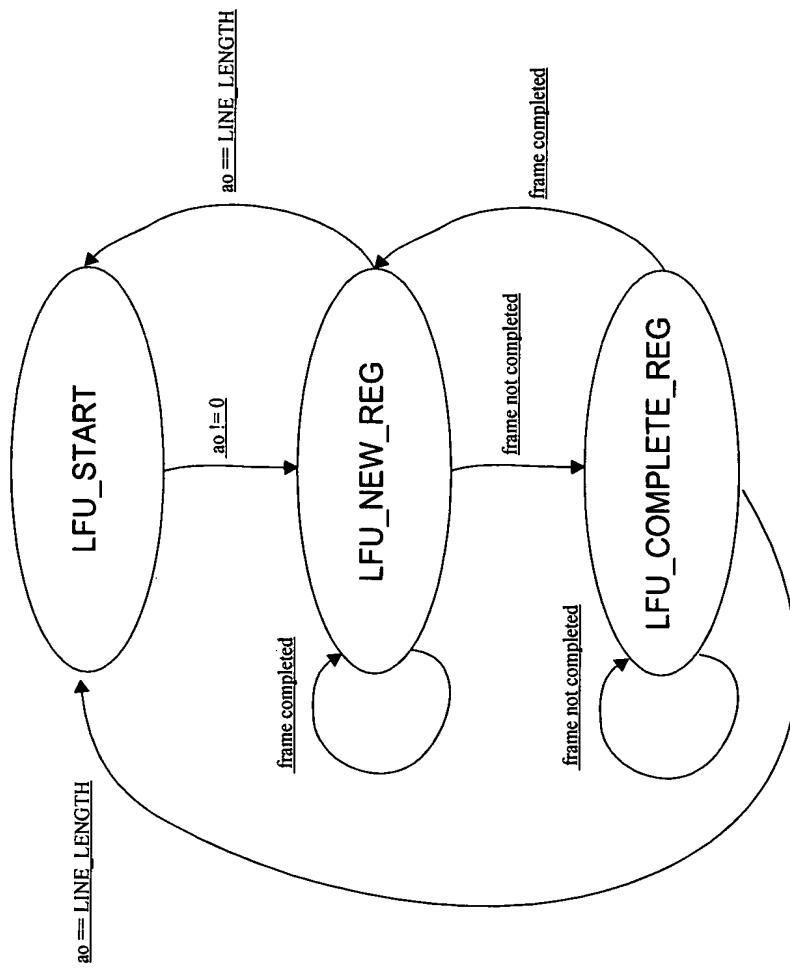 ao == LINE_LENGTH
LFU_START
ao == LINE_LENGTH
ao != 0
frame completed
LFU_NEW_REG
frame not completed
frame completed
frame not completed
LFU_COMPLETE_REG